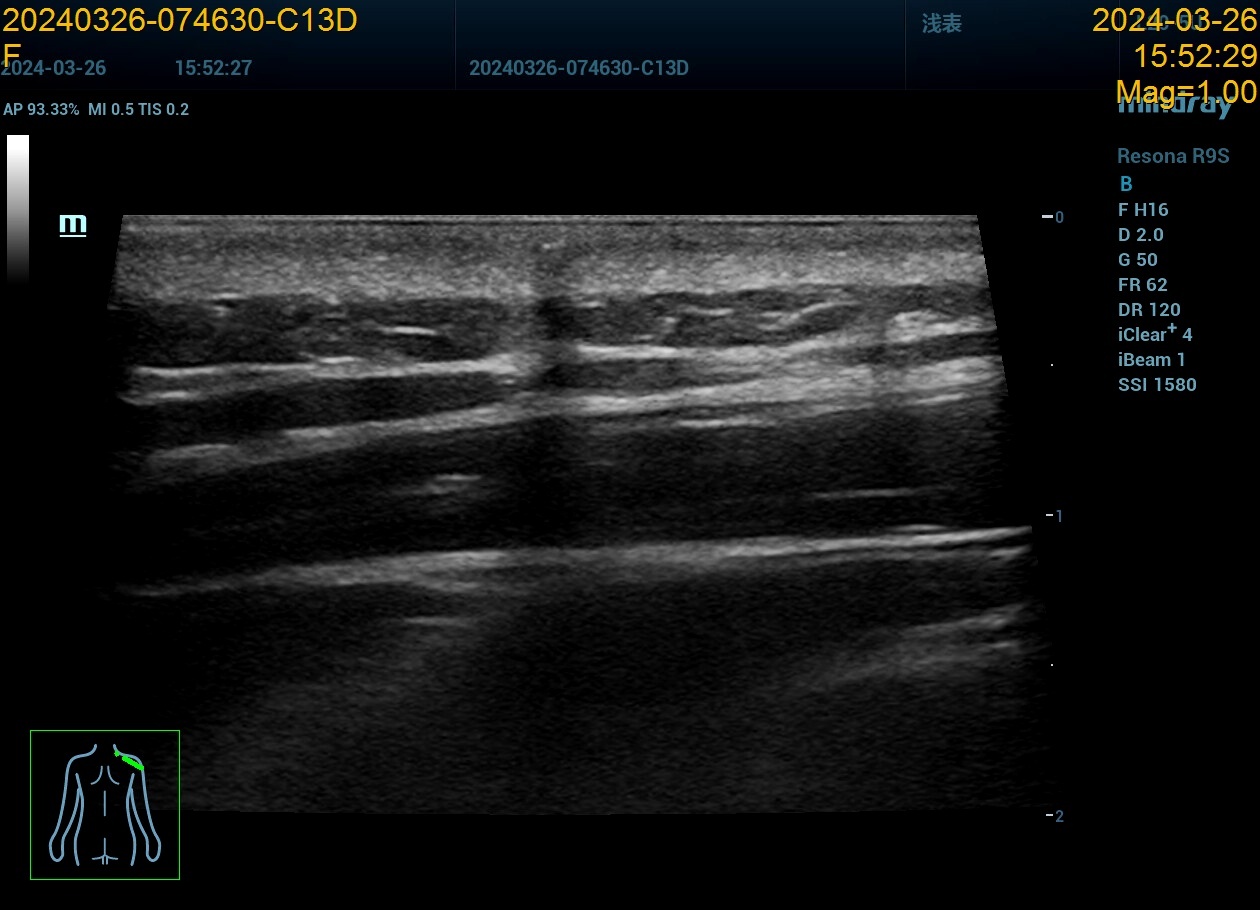 20240326-074630-C13D
F
2024-03-26 15:52:27 20240326-074630-C13D
浅表
2024-03-26
15:52:29
Mag=1.00
AP 93.33% MI 0.5 TIS 0.2
mindray
m
Resona R9S
B
F H16
D 2.0
G 50
FR 62
DR 120
iClear+ 4
iBeam 1
SSI 1580
0
1
2